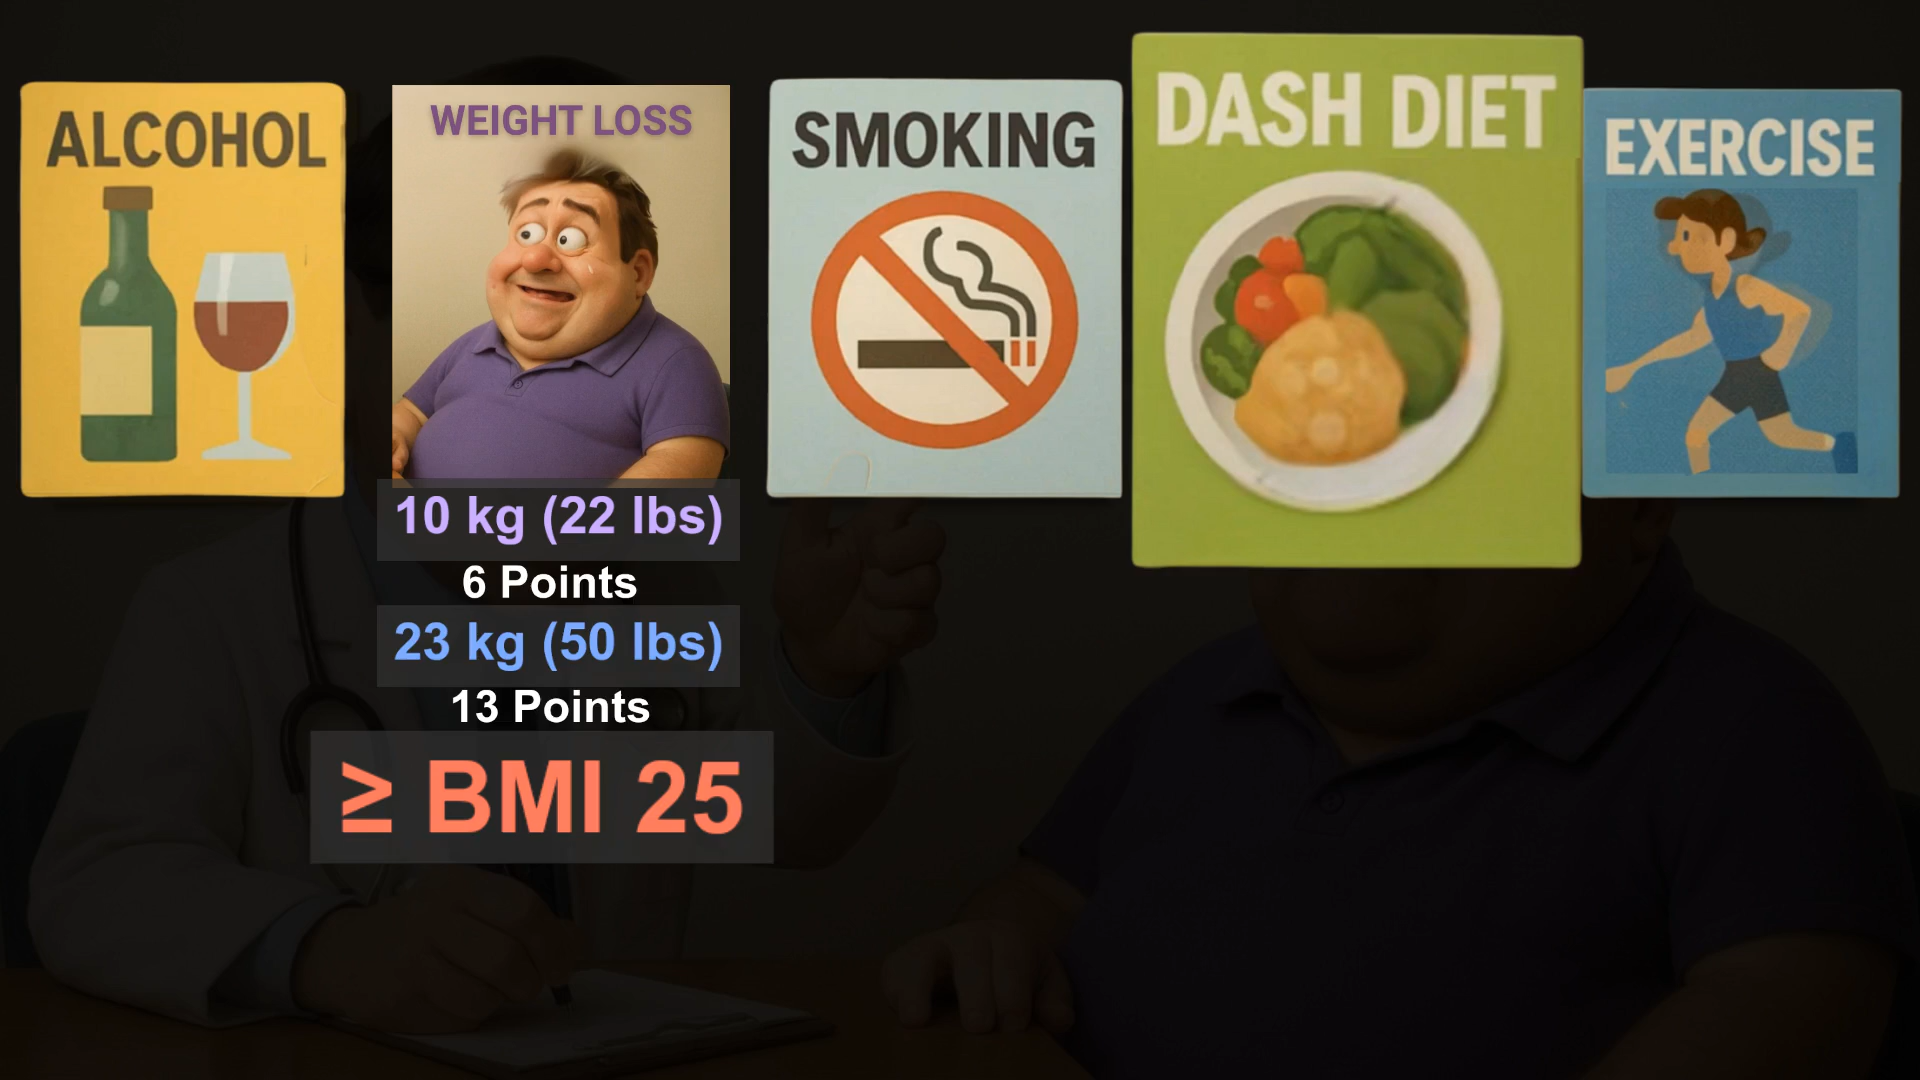 ALCOHOL
WEIGHT LOSS
10 kg (22 lbs)
6 Points
23 kg (50 lbs)
13 Points
≥ BMI 25
SMOKING
DASH DIET
EXERCISE